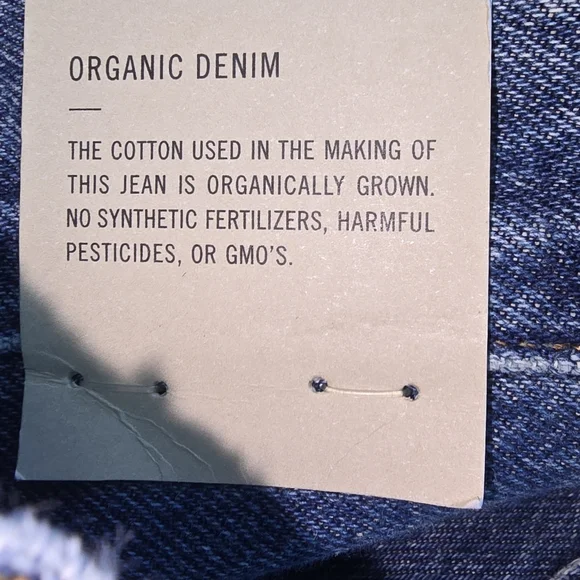 ORGANIC DENIM
THE COTTON USED IN THE MAKING OF
THIS JEAN IS ORGANICALLY GROWN.
NO SYNTHETIC FERTILIZERS, HARMFUL
PESTICIDES, OR GMO'S.